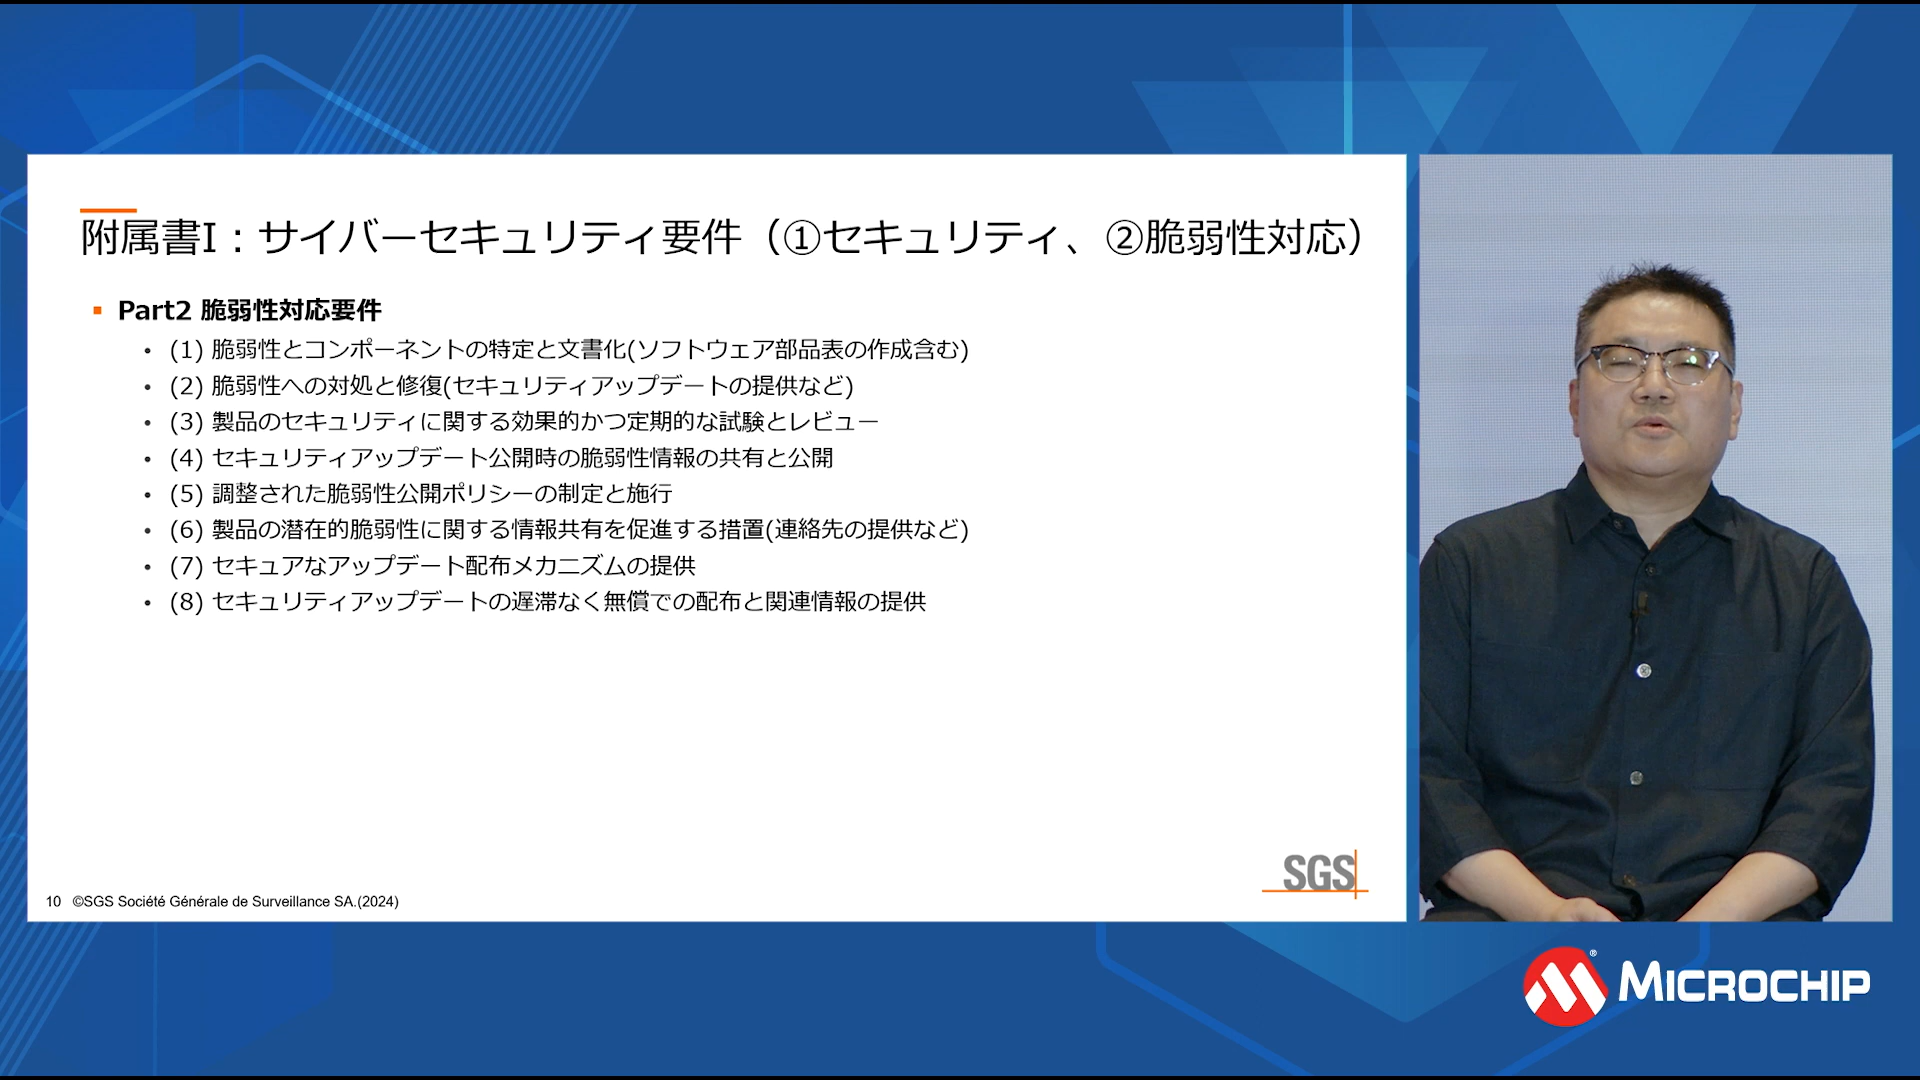 附属書I：サイバーセキュリティ要件（①セキュリティ、②脆弱性対応）
Part2 脆弱性対応要件
(1) 脆弱性とコンポーネントの特定と文書化(ソフトウェア部品表の作成含む)
(2) 脆弱性への対処と修復(セキュリティアップデートの提供など)
(3) 製品のセキュリティに関する効果的かつ定期的な試験とレビュー
(4) セキュリティアップデート公開時の脆弱性情報の共有と公開
(5) 調整された脆弱性公開ポリシーの制定と施行
(6) 製品の潜在的脆弱性に関する情報共有を促進する措置(連絡先の提供など)
(7) セキュアなアップデート配布メカニズムの提供
(8) セキュリティアップデートの遅滞なく無償での配布と関連情報の提供
SGS
10 ©SGS Société Générale de Surveillance SA.(2024)
® MICROCHIP